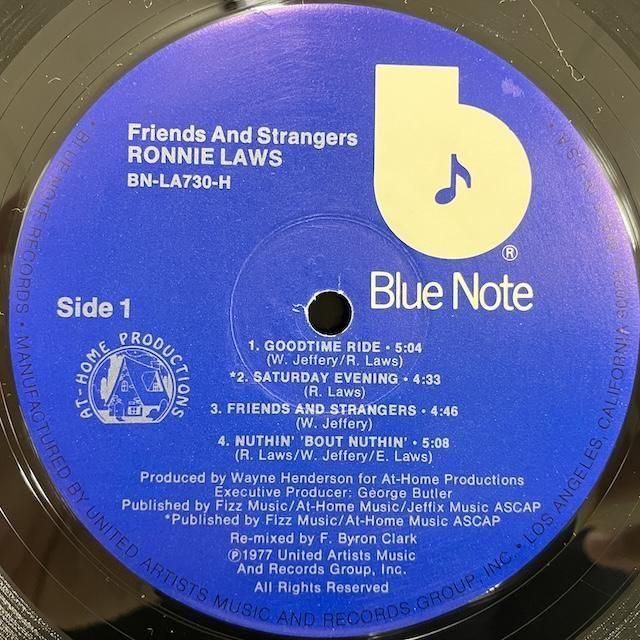 Friends And Strangers
RONNIE LAWS
BN-LA730-H
®
Blue Note
Side 1
AT-HOME PRODUCTIONS
1. GOODTIME RIDE • 5:04
(W. Jeffery/R. Laws)
*2. SATURDAY EVENING • 4:33
(R. Laws)
3. FRIENDS AND STRANGERS • 4:46
(W. Jeffery)
4. NUTHIN' 'BOUT NUTHIN' • 5:08
(R. Laws/W. Jeffery/E. Laws)
Produced by Wayne Henderson for At-Home Productions
Executive Producer: George Butler
Published by Fizz Music/At-Home Music/Jeffix Music ASCAP
*Published by Fizz Music/At-Home Music ASCAP
Re-mixed by F. Byron Clark
℗1977 United Artists Music
And Records Group, Inc.
All Rights Reserved
BLUE NOTE RECORDS • MANUFACTURED BY UNITED ARTISTS MUSIC AND RECORDS GROUP, INC. • LOS ANGELES, CALIFORNIA USA